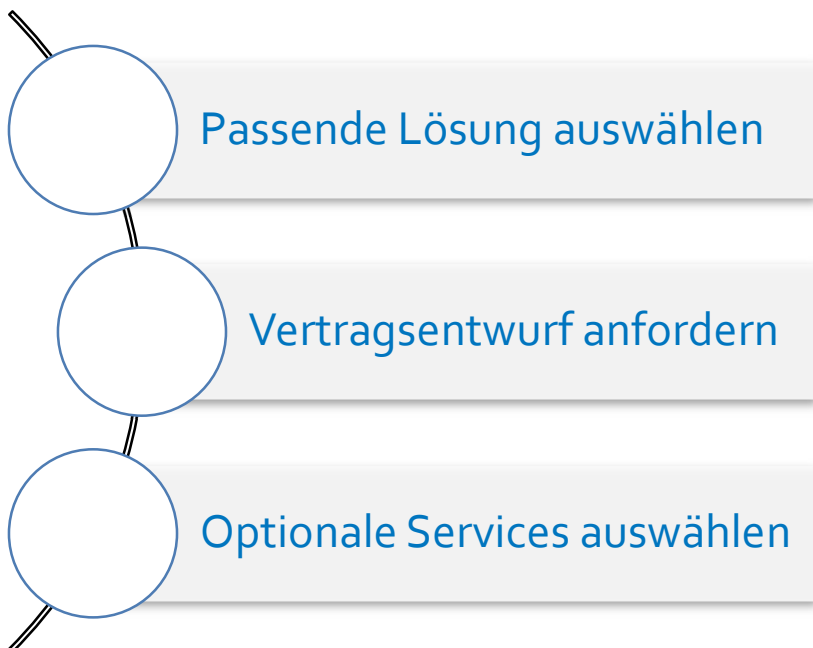 Passende Lösung auswählen
Vertragsentwurf anfordern
Optionale Services auswählen